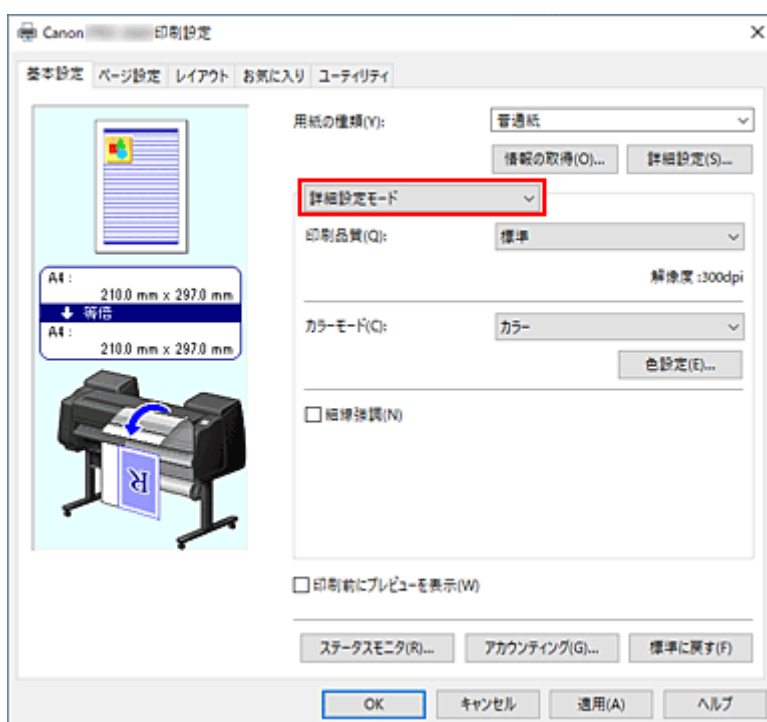 Canon 印刷設定
基本設定 ページ設定 レイアウト お気に入り ユーティリティ
用紙の種類(Y): 普通紙
情報の取得(O)... 詳細設定(S)...
詳細設定モード
印刷品質(Q): 標準
解像度 :300dpi
カラーモード(C): カラー
色設定(E)...
細線強調(N)
A4 :
210.0 mm x 297.0 mm
等倍
A4 :
210.0 mm x 297.0 mm
R
印刷前にプレビューを表示(W)
ステータスモニタ(R)... アカウンティング(G)... 標準に戻す(F)
OK キャンセル 適用(A) ヘルプ